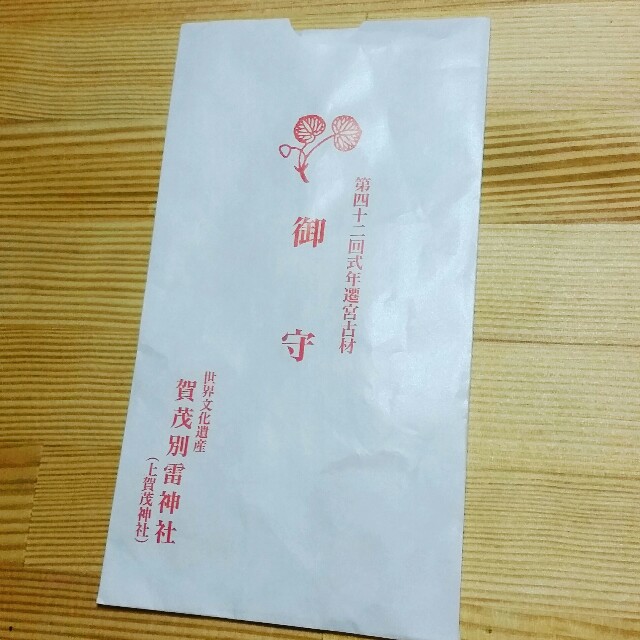 第四十二回式年遷宮古材
御守
世界文化遺産
賀茂別雷神社
(上賀茂神社)